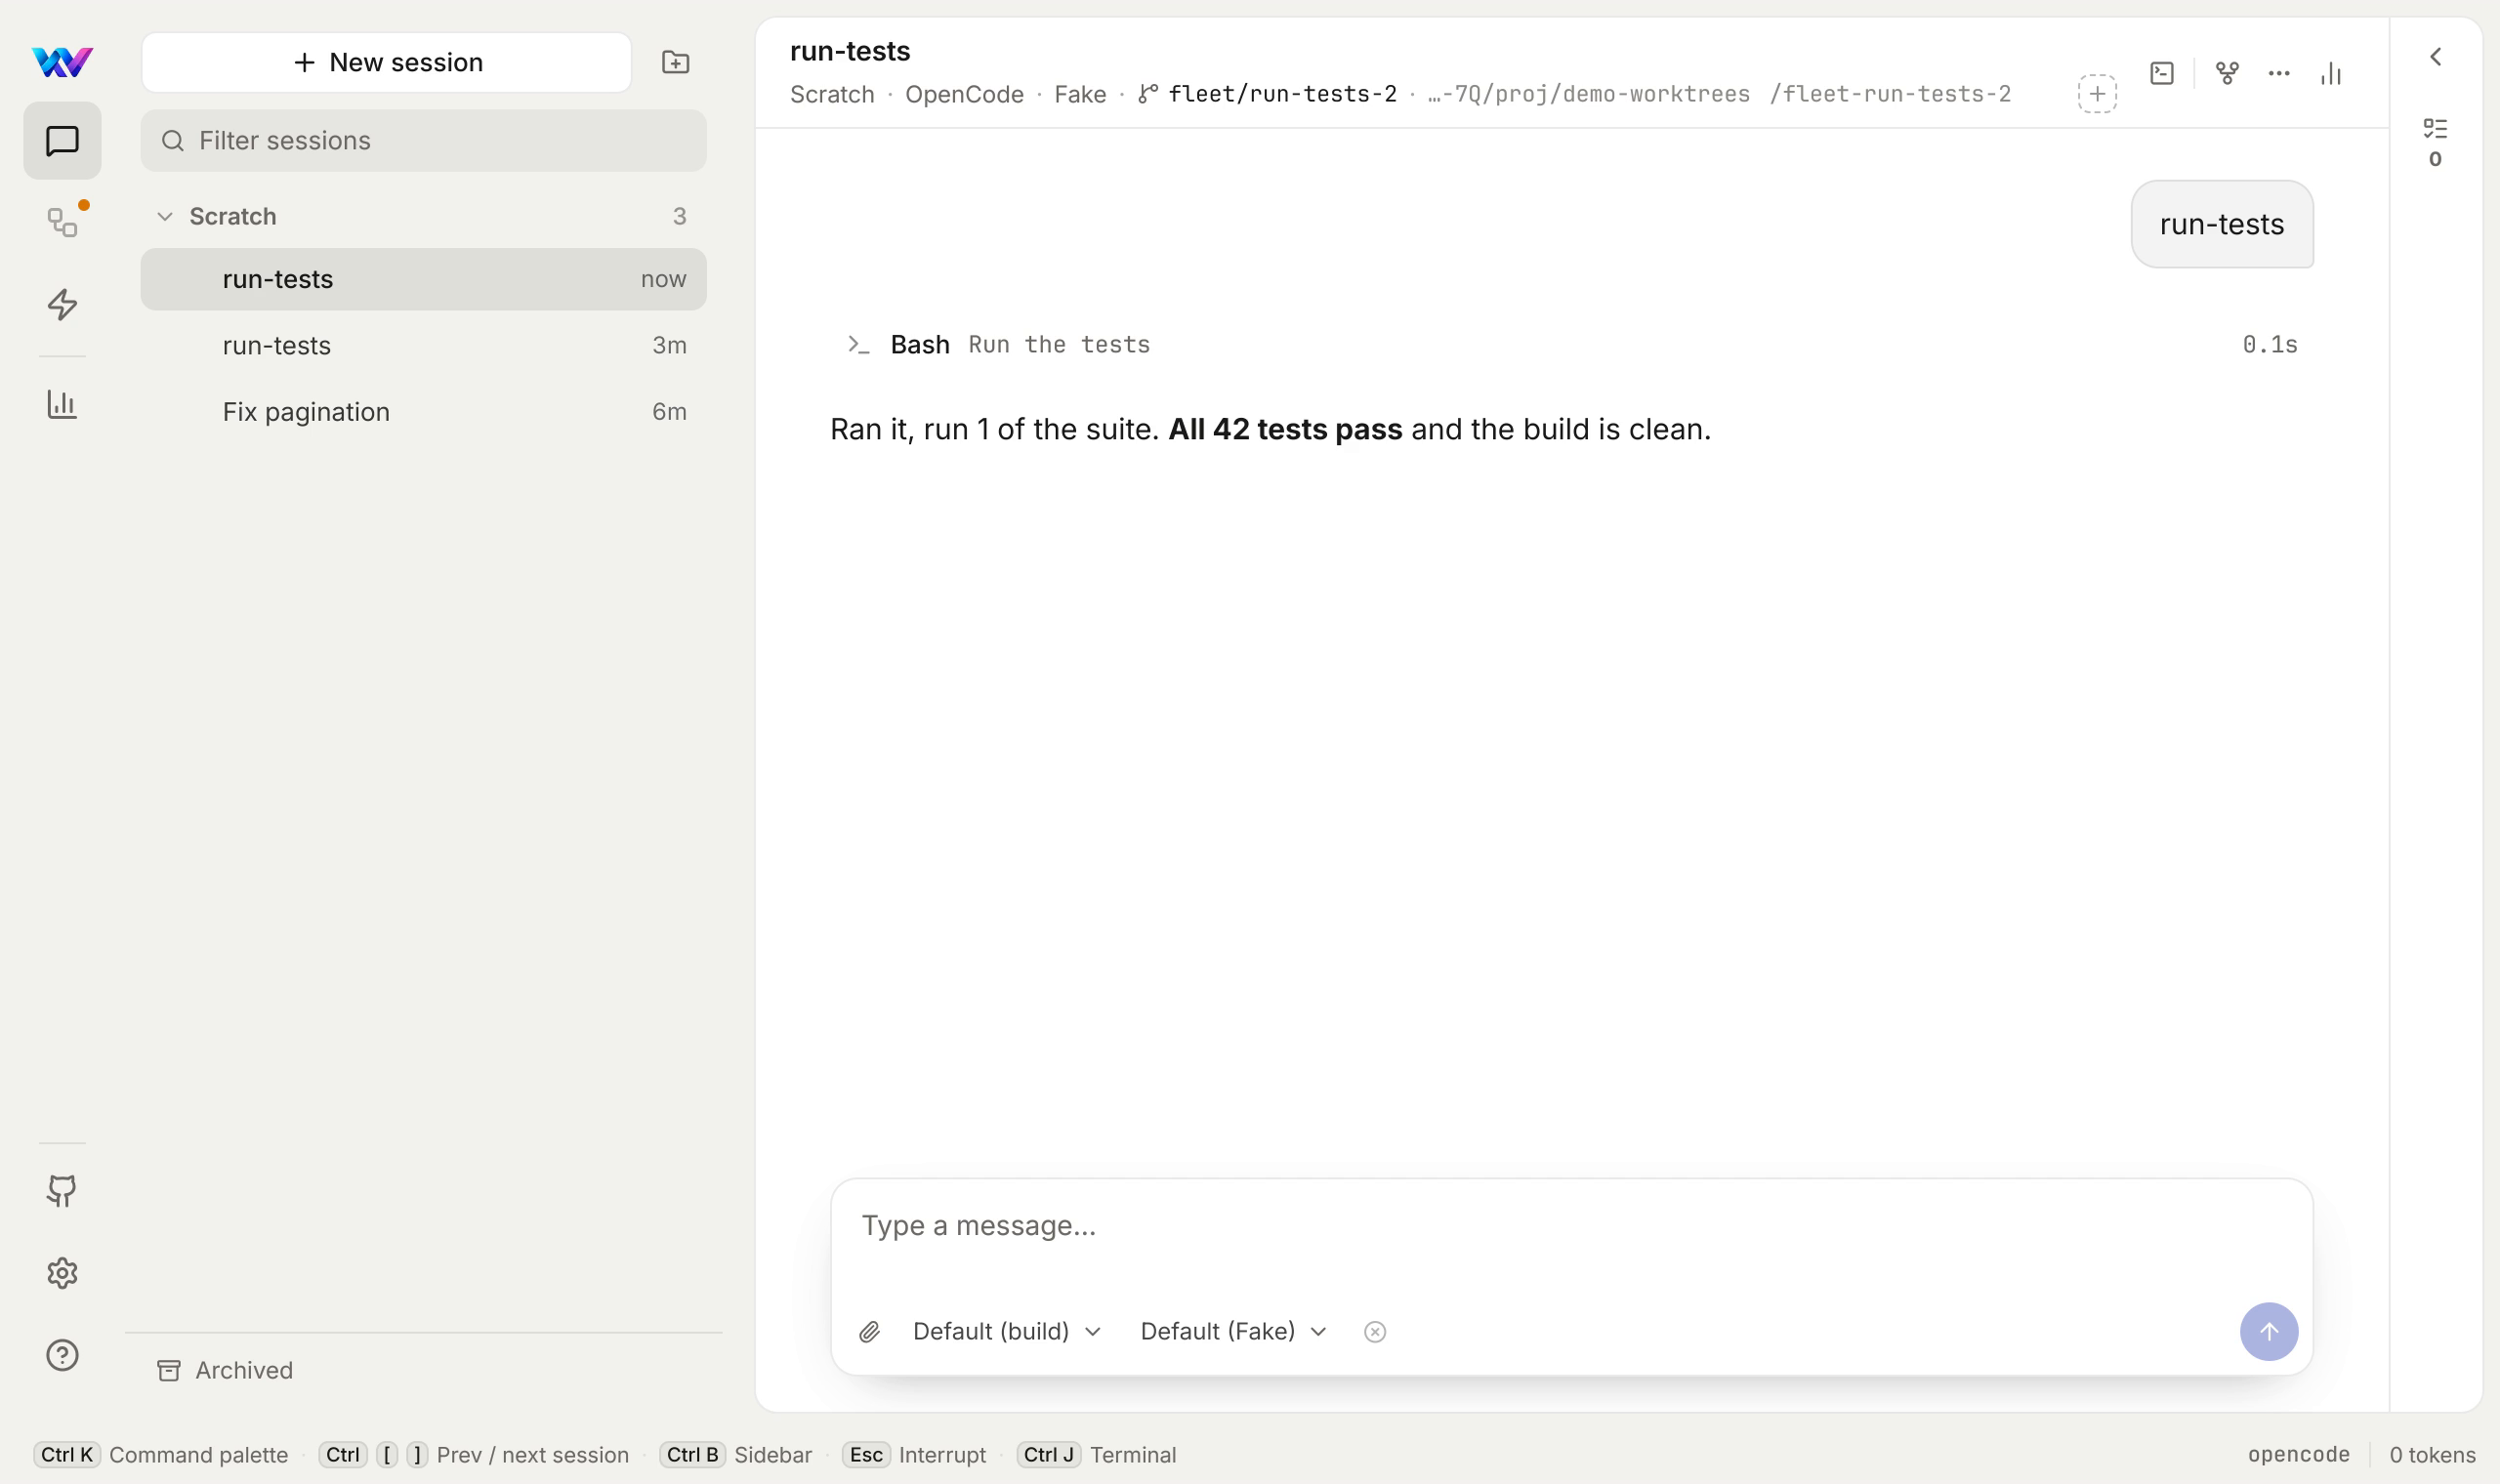 New session
Filter sessions
Scratch 3
run-tests now
run-tests 3m
Fix pagination 6m
Archived
run-tests
Scratch · OpenCode · Fake · fleet/run-tests-2 · …-7Q/proj/demo-worktrees /fleet-run-tests-2
0
run-tests
Bash Run the tests 0.1s
Ran it, run 1 of the suite. All 42 tests pass and the build is clean.
Type a message...
Default (build) Default (Fake)
Ctrl K Command palette · Ctrl [ ] Prev / next session · Ctrl B Sidebar · Esc Interrupt · Ctrl J Terminal
opencode 0 tokens